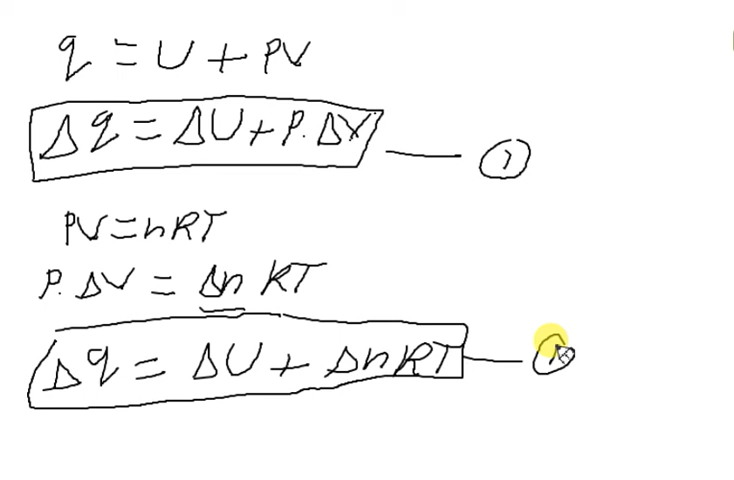 q = U + PV
Δq = ΔU + P.ΔV — ①
PV = nRT
P.ΔV = Δn RT
Δq = ΔU + ΔnRT —